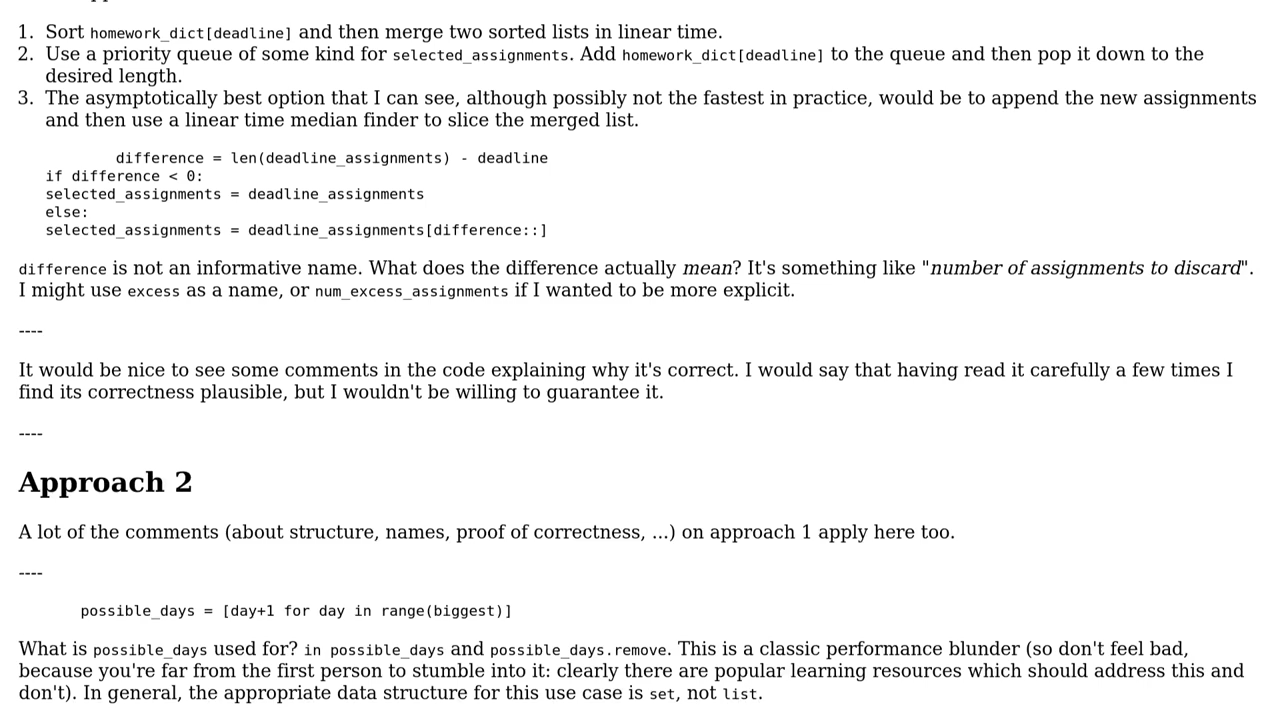 1. Sort homework_dict[deadline] and then merge two sorted lists in linear time.
2. Use a priority queue of some kind for selected_assignments. Add homework_dict[deadline] to the queue and then pop it down to the
desired length.
3. The asymptotically best option that I can see, although possibly not the fastest in practice, would be to append the new assignments
and then use a linear time median finder to slice the merged list.
difference = len(deadline_assignments) - deadline
if difference < 0:
selected_assignments = deadline_assignments
else:
selected_assignments = deadline_assignments[difference::]
difference is not an informative name. What does the difference actually mean? It's something like "number of assignments to discard".
I might use excess as a name, or num_excess_assignments if I wanted to be more explicit.
----
It would be nice to see some comments in the code explaining why it's correct. I would say that having read it carefully a few times I
find its correctness plausible, but I wouldn't be willing to guarantee it.
----
Approach 2
A lot of the comments (about structure, names, proof of correctness, ...) on approach 1 apply here too.
----
possible_days = [day+1 for day in range(biggest)]
What is possible_days used for? in possible_days and possible_days.remove. This is a classic performance blunder (so don't feel bad,
because you're far from the first person to stumble into it: clearly there are popular learning resources which should address this and
don't). In general, the appropriate data structure for this use case is set, not list.